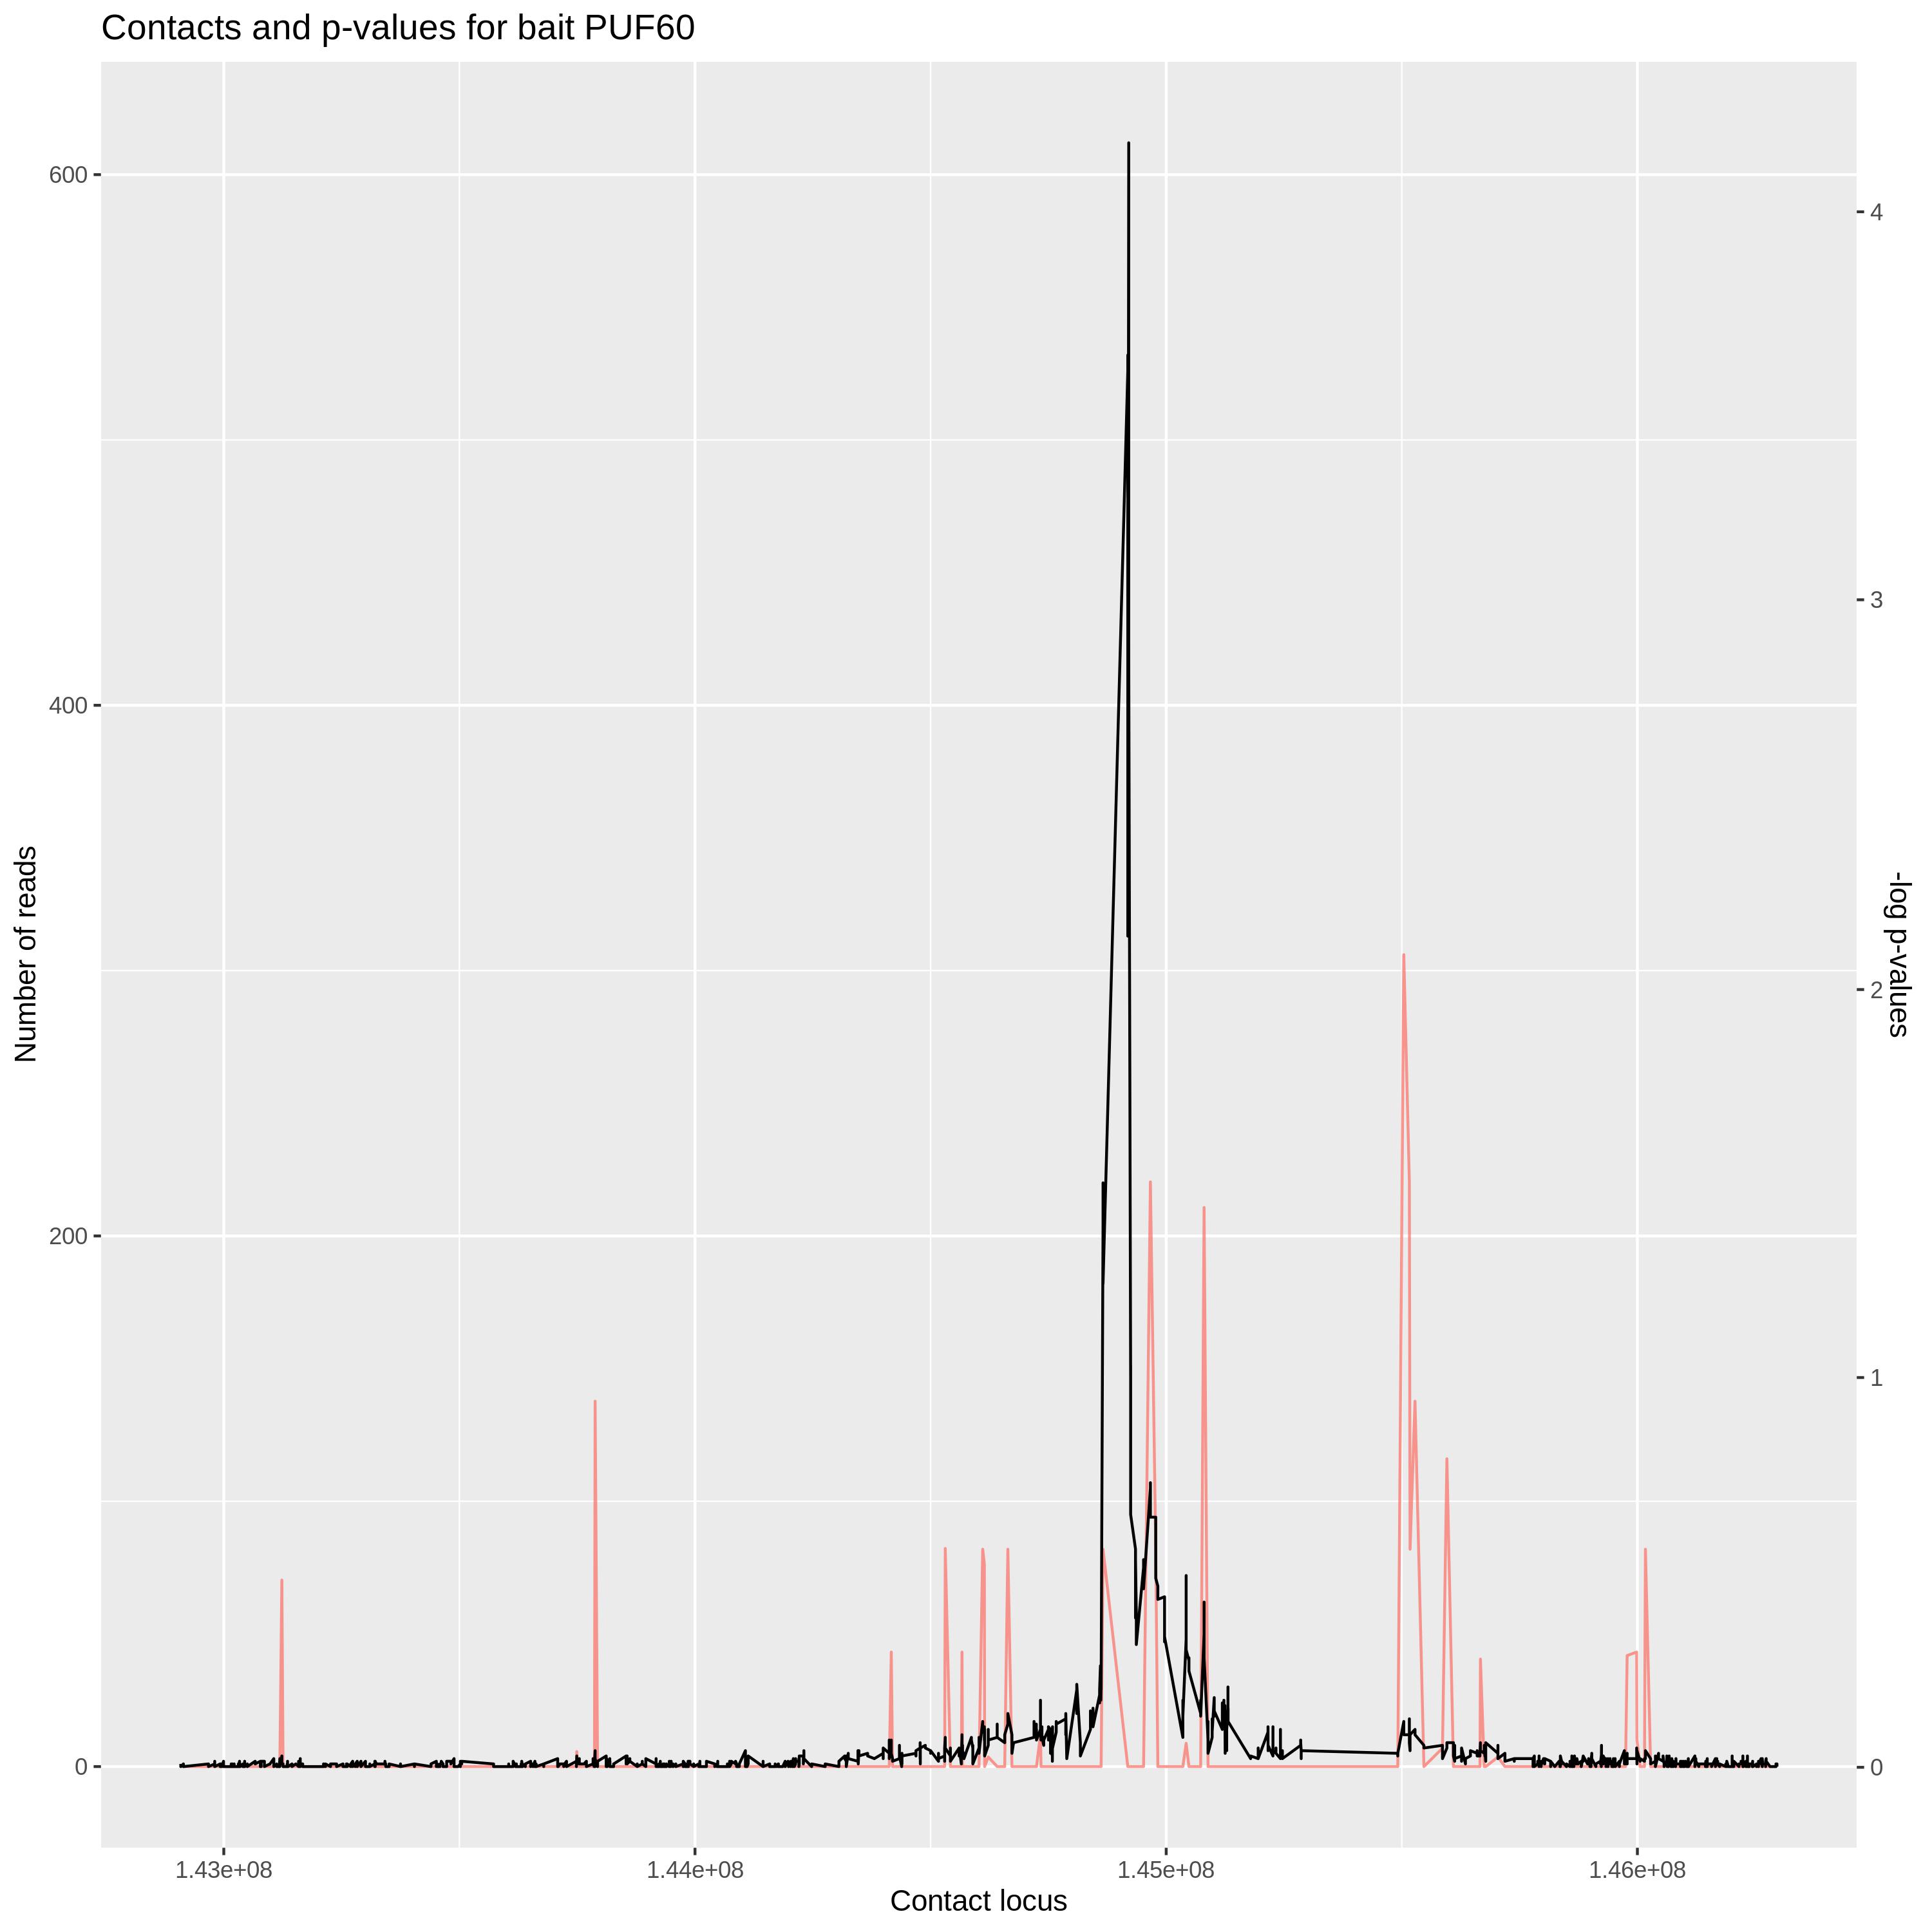 Contacts and p-values for bait PUF60
600
400
200
0
Number of reads
4
3
2
1
0
-log p-values
1.43e+08
1.44e+08
1.45e+08
1.46e+08
Contact locus